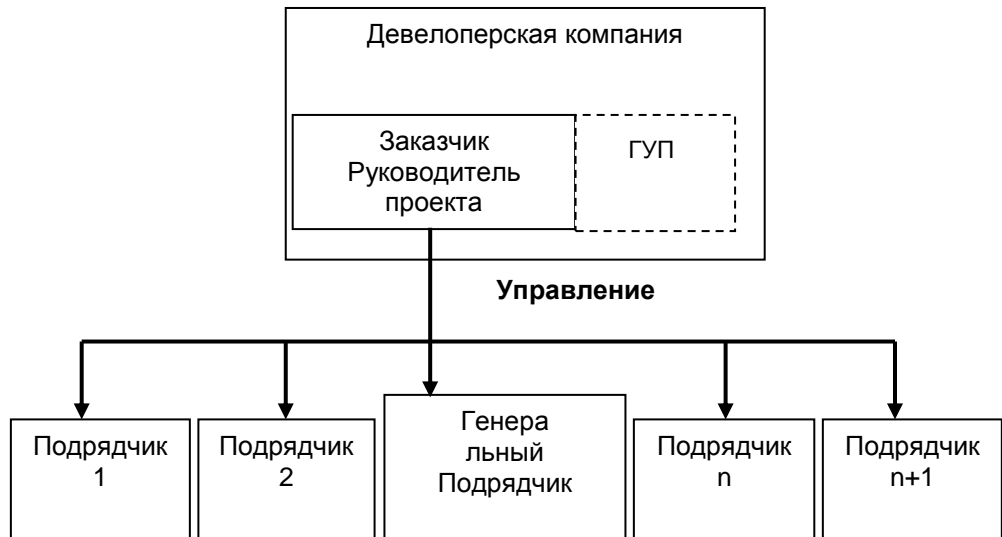 Девелоперская компания
Заказчик
Руководитель
проекта
ГУП
Управление
Подрядчик
1
Подрядчик
2
Генера
льный
Подрядчик
Подрядчик
n
Подрядчик
n+1